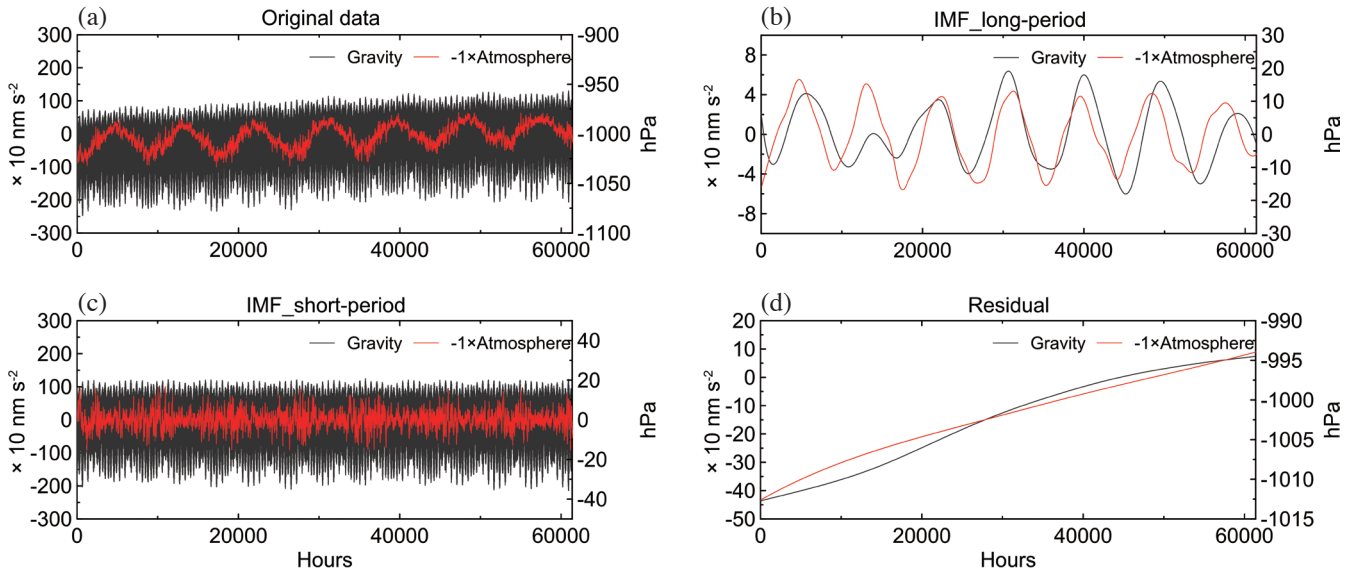 (a) Original data
300
200
100
0
-100
-200
-300
× 10 nm s⁻²
Gravity -1×Atmosphere
-900
-950
-1000
-1050
-1100
hPa
0 20000 40000 60000
(b) IMF_long-period
8
4
0
-4
-8
× 10 nm s⁻²
Gravity -1×Atmosphere
30
20
10
0
-10
-20
-30
hPa
0 20000 40000 60000
(c) IMF_short-period
300
200
100
0
-100
-200
-300
× 10 nm s⁻²
Gravity -1×Atmosphere
40
20
0
-20
-40
hPa
0 20000 40000 60000
Hours
(d) Residual
20
10
0
-10
-20
-30
-40
-50
× 10 nm s⁻²
Gravity -1×Atmosphere
-990
-995
-1000
-1005
-1010
-1015
hPa
0 20000 40000 60000
Hours